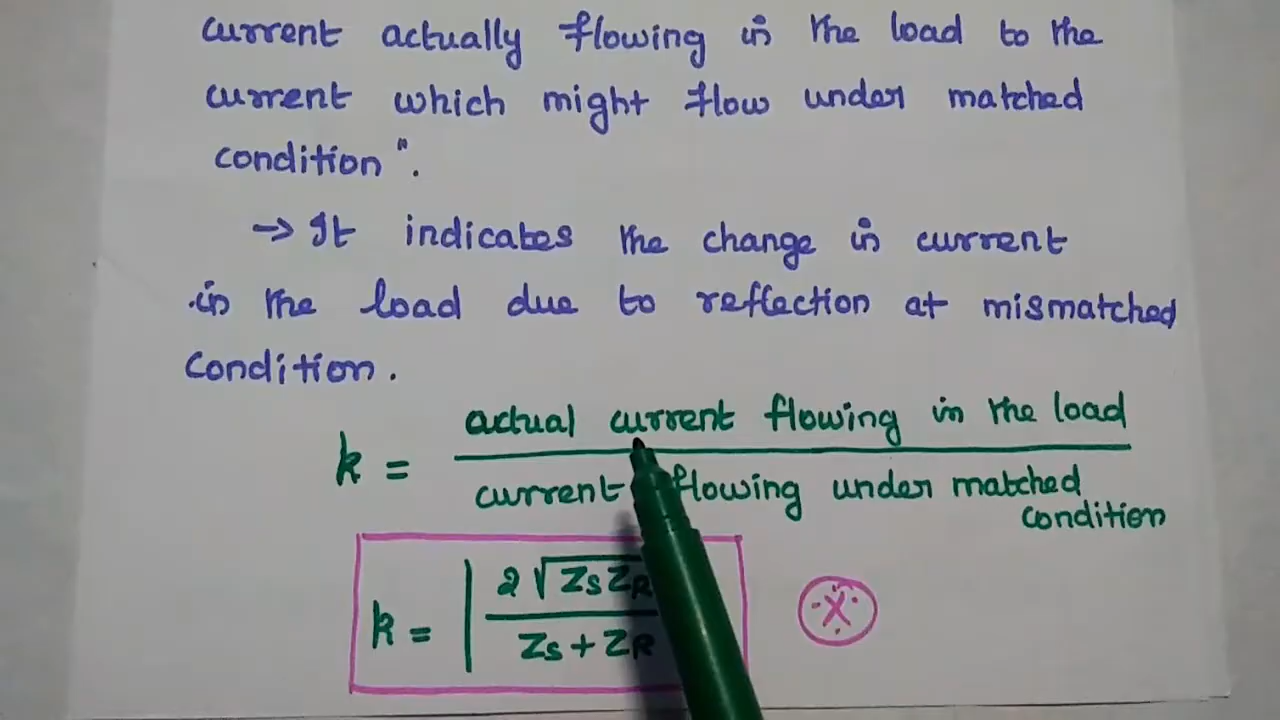 current actually flowing in the load to the
current which might flow under matched
condition".
→ It indicates the change in current
in the load due to reflection at mismatched
condition.
k = actual current flowing in the load
current flowing under matched
condition
k = | 2 √ZS ZR
ZS + ZR
X